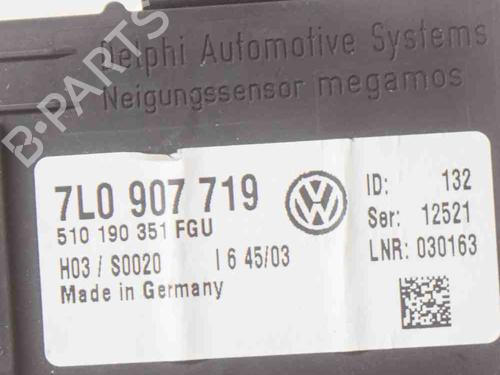 Delphi Automotive Systems
Neigungssensor megamos
B-PARTS
7L0 907 719
510 190 351 FGU
H03 / S0020 I 6 45/03
Made in Germany
VW
ID: 132
Ser: 12521
LNR: 030163